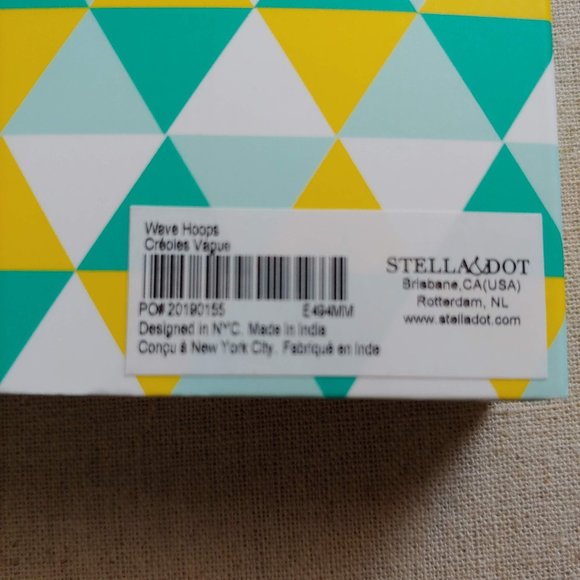 Wave Hoops
Créoles Vague
PO# 20190155 E494MM
Designed in NYC. Made in India
Conçu à New York City. Fabriqué en Inde
STELLA&DOT
Brisbane,CA(USA)
Rotterdam, NL
www.stelladot.com